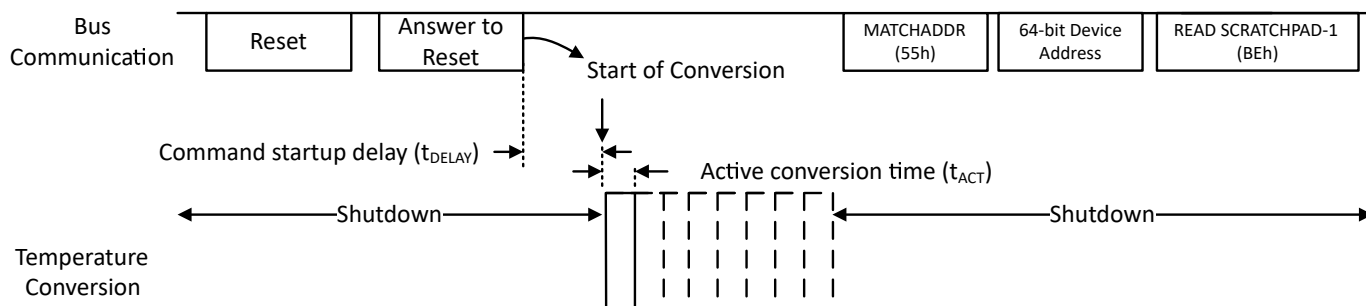 Bus
Communication
Reset
Answer to
Reset
MATCHADDR
(55h)
64-bit Device
Address
READ SCRATCHPAD-1
(BEh)
Start of Conversion
Command startup delay (tDELAY)
Active conversion time (tACT)
Shutdown
Shutdown
Temperature
Conversion